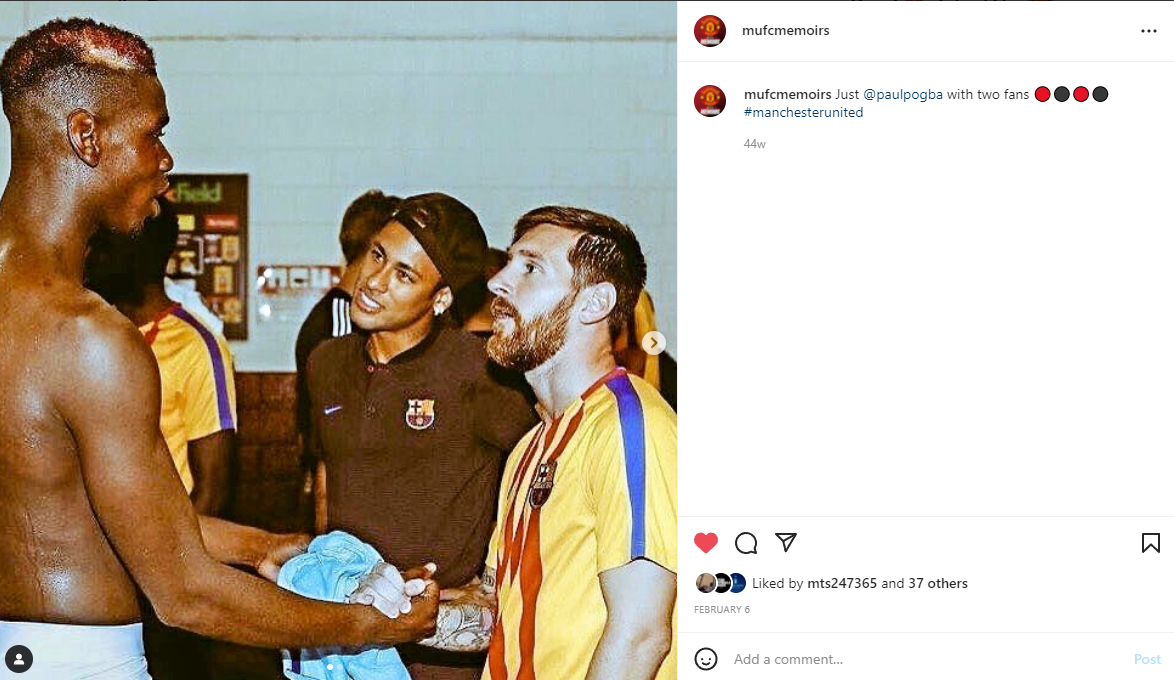 mufcmemoirs
mufcmemoirs Just @paulpogba with two fans 🔴⚫🔴⚫
#manchesterunited
44w
field
Liked by mts247365 and 37 others
FEBRUARY 6
Add a comment...
Post